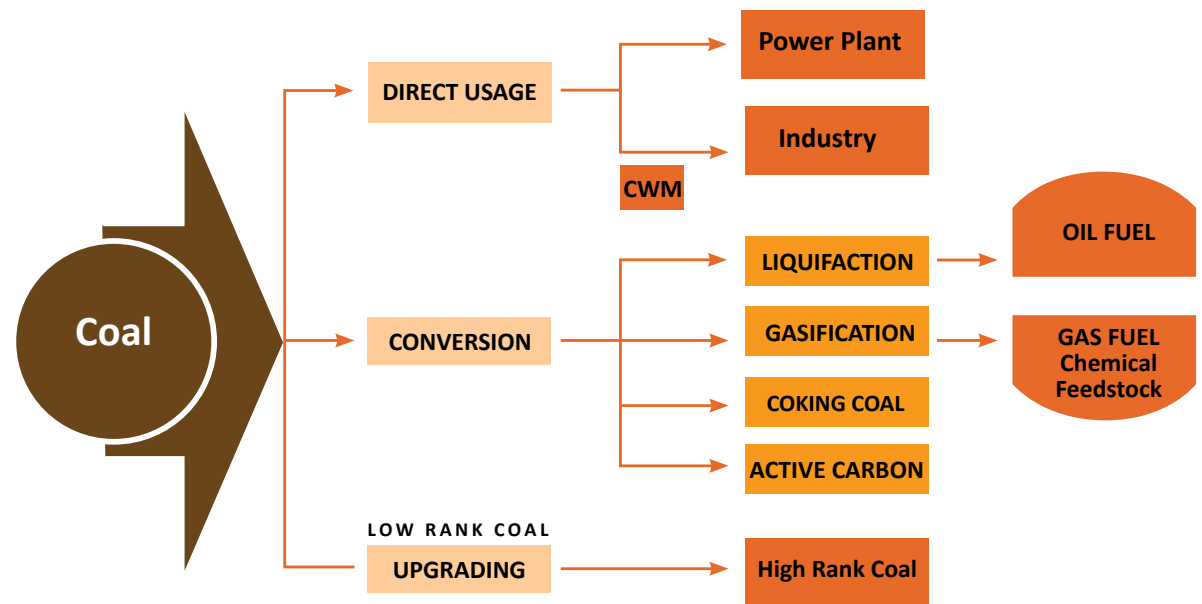 Coal
DIRECT USAGE
Power Plant
Industry
CWM
CONVERSION
LIQUIFACTION
OIL FUEL
GASIFICATION
GAS FUEL
Chemical
Feedstock
COKING COAL
ACTIVE CARBON
LOW RANK COAL
UPGRADING
High Rank Coal